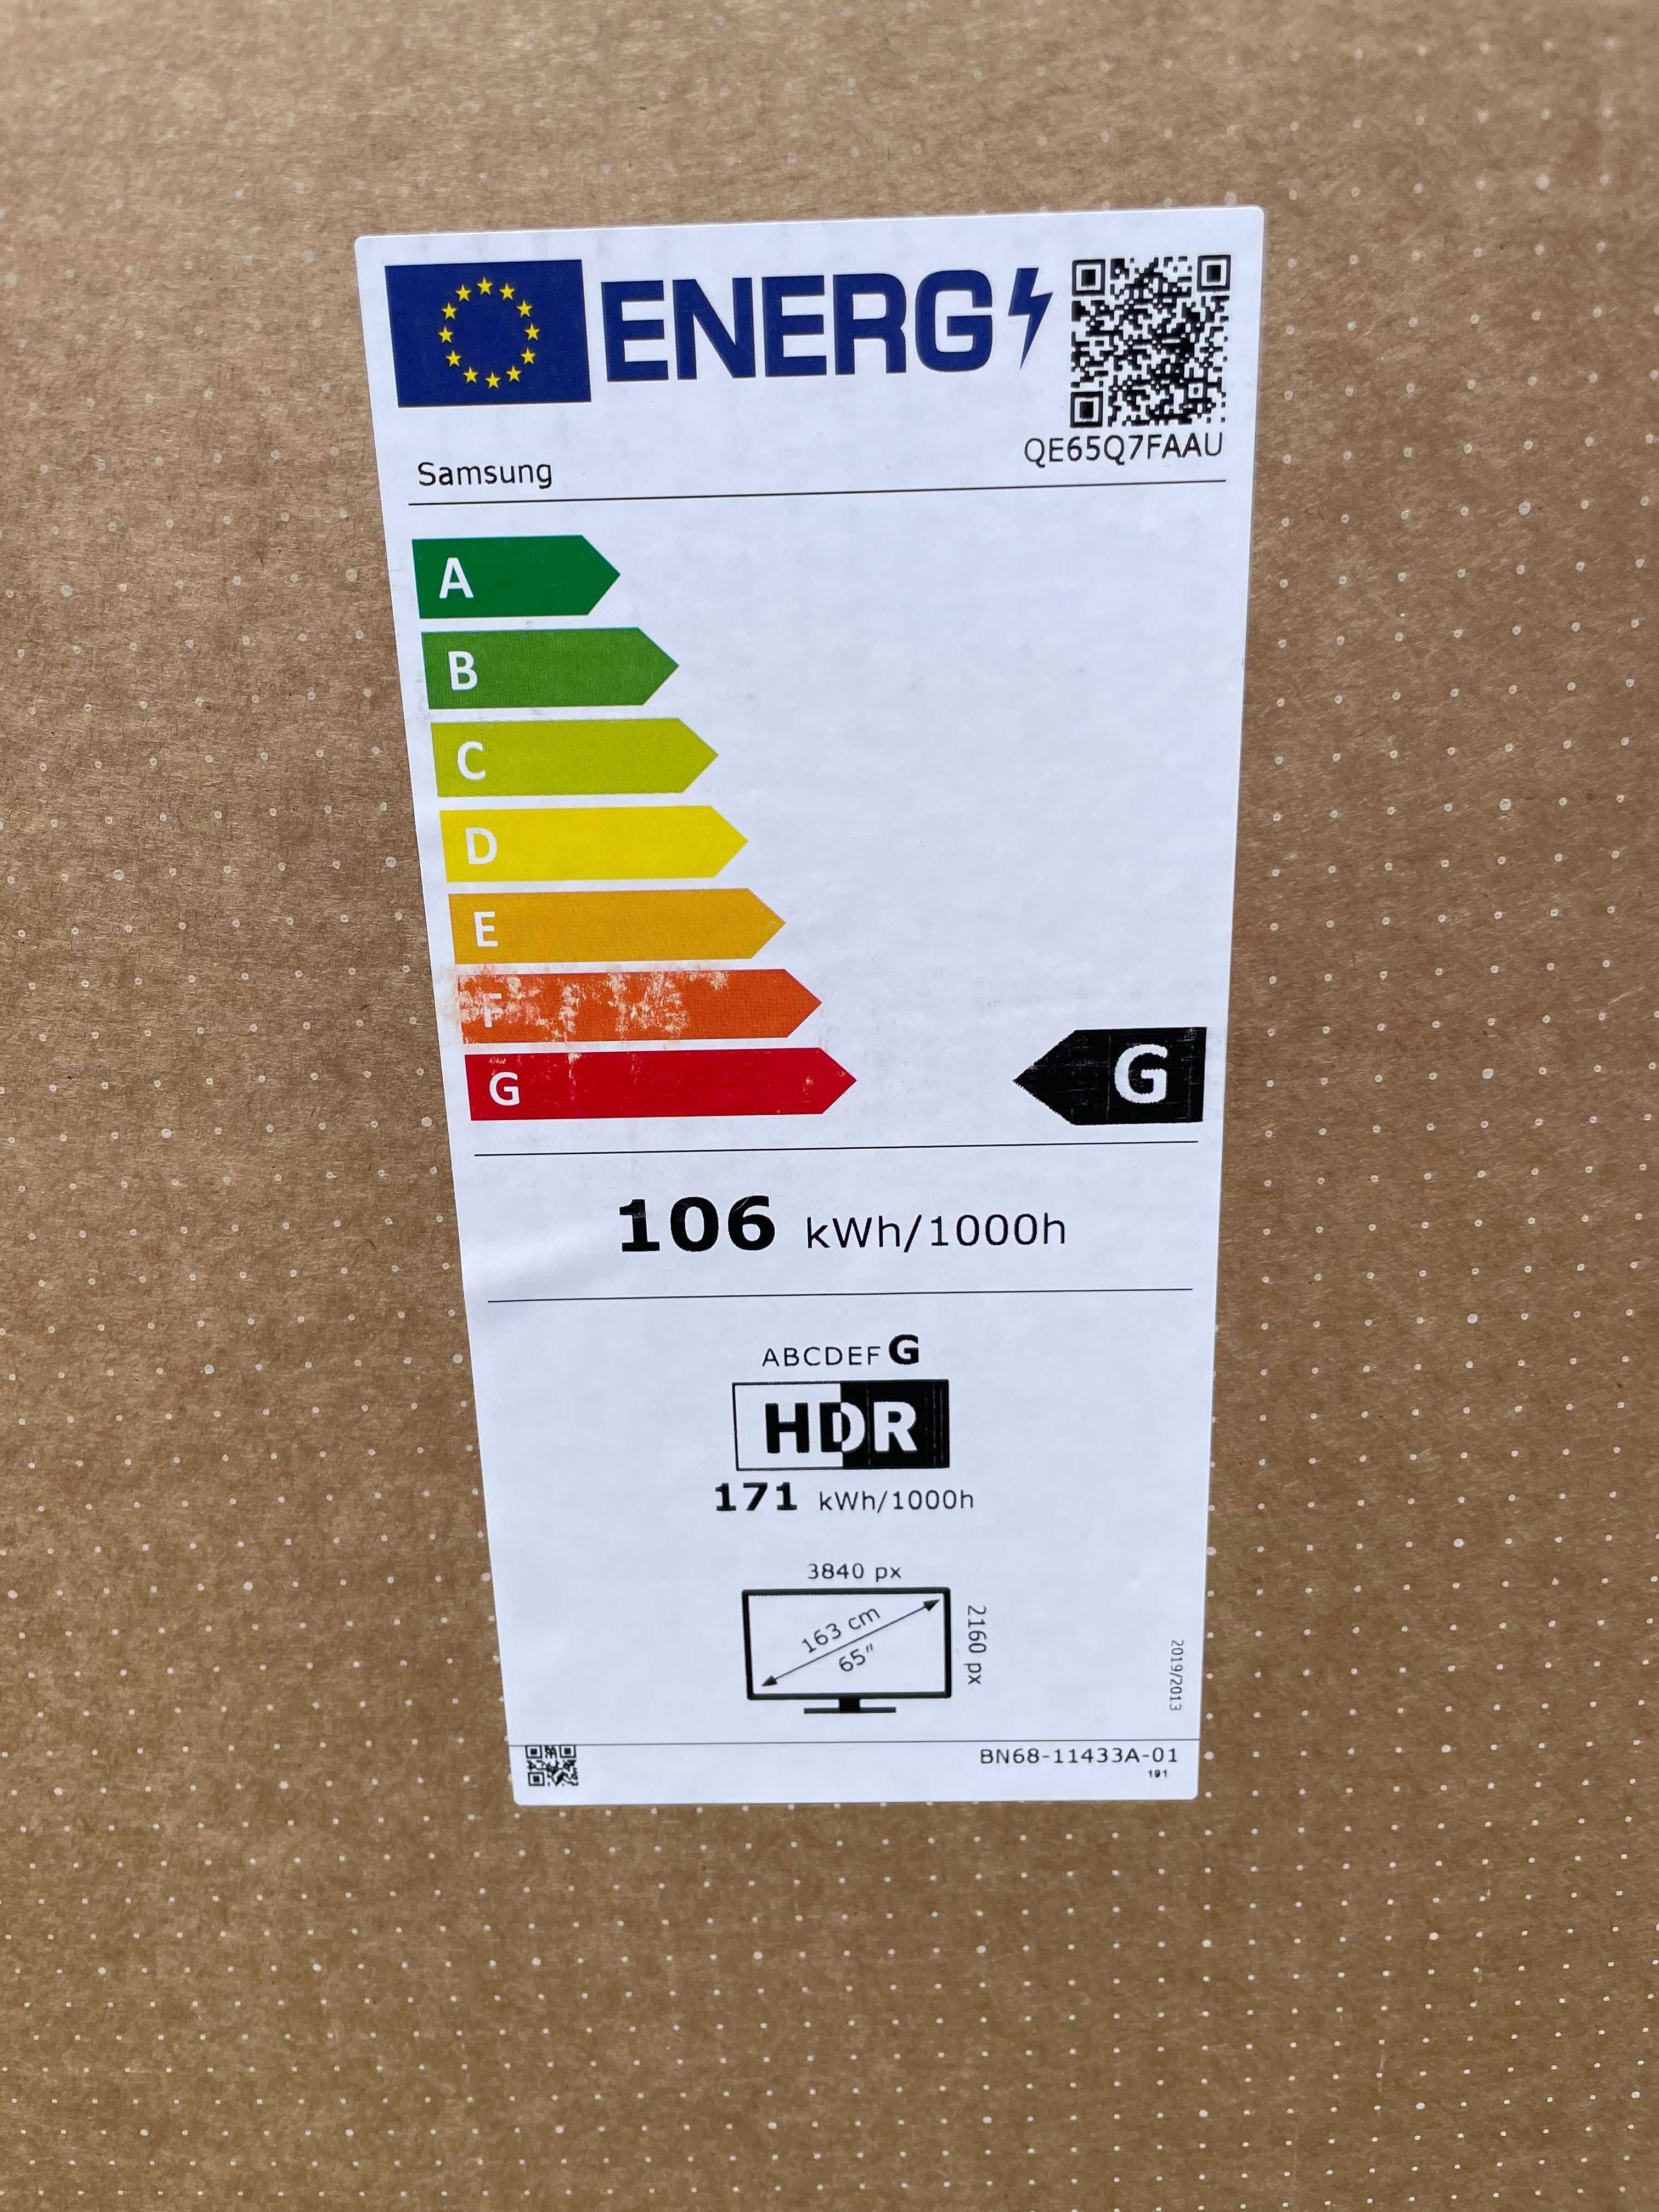 ENERG
QE65Q7FAAU
Samsung
A
B
C
D
E
F
G
G
106 kWh/1000h
ABCDEFG
HDR
171 kWh/1000h
3840 px
163 cm
65"
2160 px
2019/2013
BN68-11433A-01
191